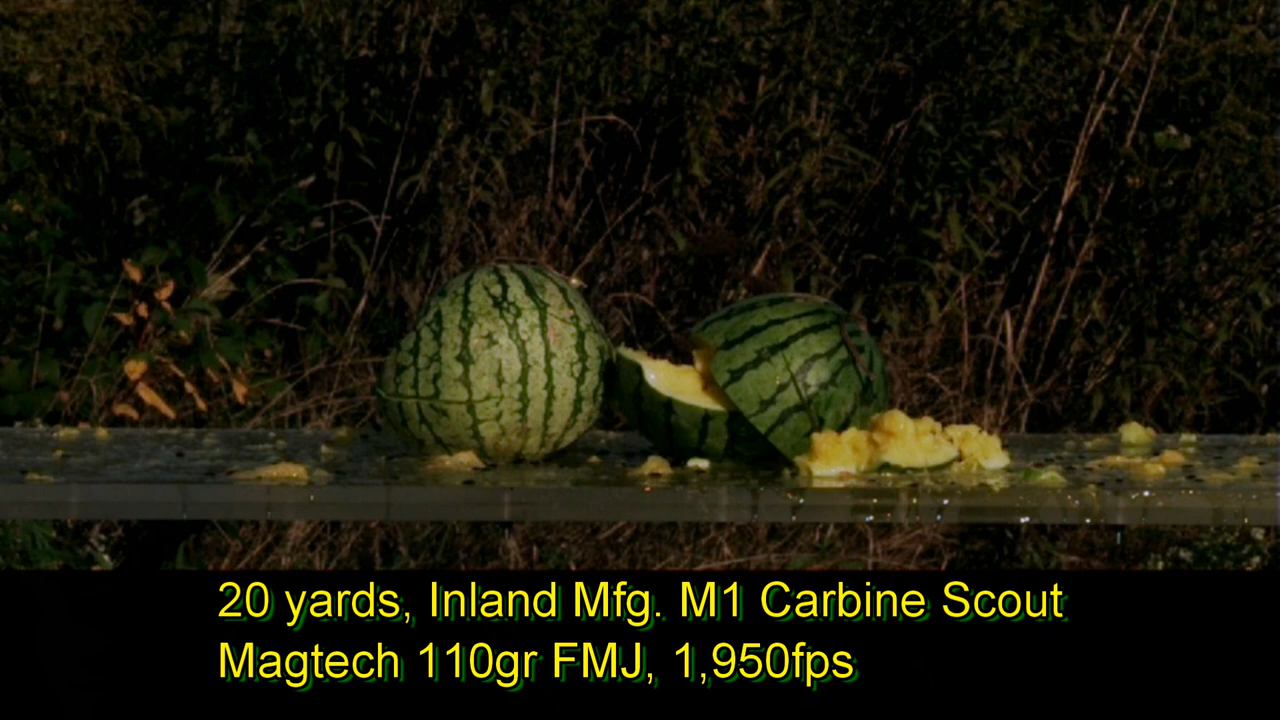 20 yards, Inland Mfg. M1 Carbine Scout
Magtech 110gr FMJ, 1,950fps